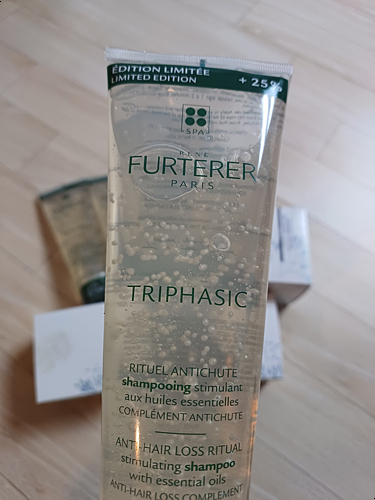 ÉDITION LIMITÉE
LIMITED EDITION
+ 25%
SPA
RENE
FURTERER
PARIS
TRIPHASIC
RITUEL ANTICHUTE
shampooing stimulant
aux huiles essentielles
COMPLÉMENT ANTICHUTE
ANTI-HAIR LOSS RITUAL
stimulating shampoo
with essential oils
ANTI-HAIR LOSS COMPLEMENT